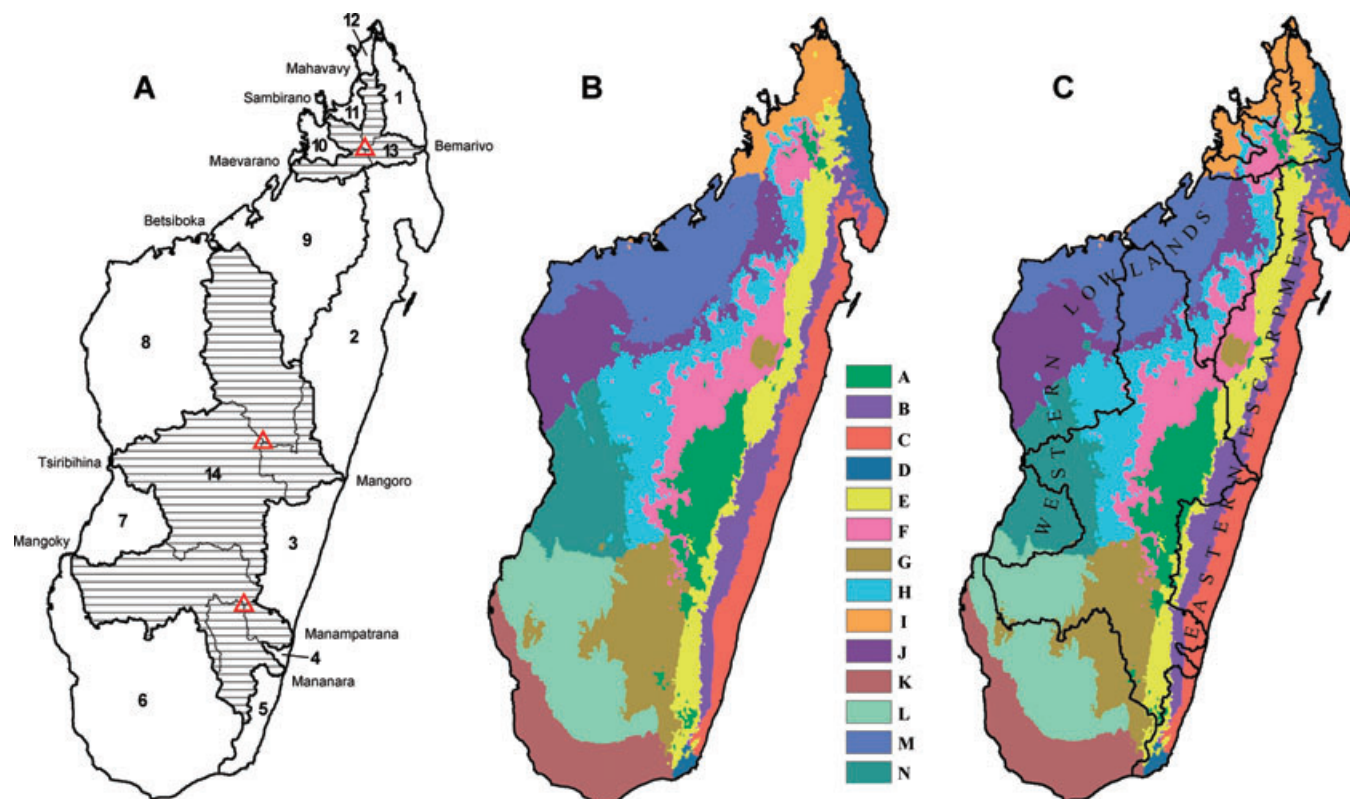 12
Mahavavy
A
B
C
Sambirano
1
11
10
13
Bemarivo
Maevarano
Betsiboka
9
2
8
Tsiribihina
14
Mangoro
7
3
Mangoky
Manampatrana
4
Mananara
6
5
A
B
C
D
E
F
G
H
I
J
K
L
M
N
WESTERN LOWLANDS
EASTERN ESCARPMENT